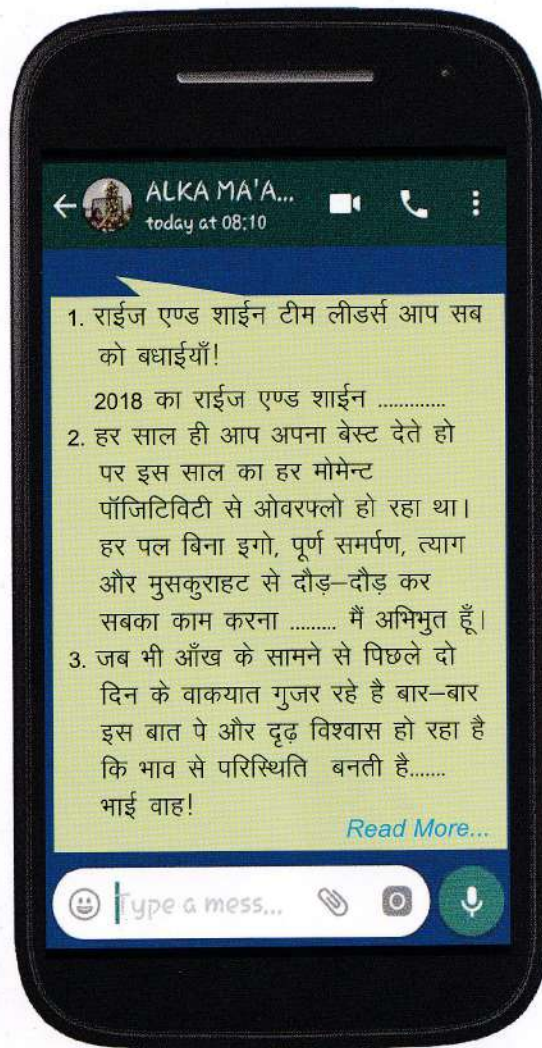 ALKA MA'A...
today at 08:10
1. राईज एण्ड शाईन टीम लीडर्स आप सब
को बधाईयाँ!
2018 का राईज एण्ड शाईन .............
2. हर साल ही आप अपना बेस्ट देते हो
पर इस साल का हर मोमेन्ट
पॉजिटिविटी से ओवरफ्लो हो रहा था।
हर पल बिना इगो, पूर्ण समर्पण, त्याग
और मुसकुराहट से दौड़–दौड़ कर
सबका काम करना ......... मैं अभिभुत हूँ।
3. जब भी आँख के सामने से पिछले दो
दिन के वाकयात गुजर रहे है बार–बार
इस बात पे और दृढ़ विश्वास हो रहा है
कि भाव से परिस्थिति बनती है.......
भाई वाह!
Read More...
Type a mess...